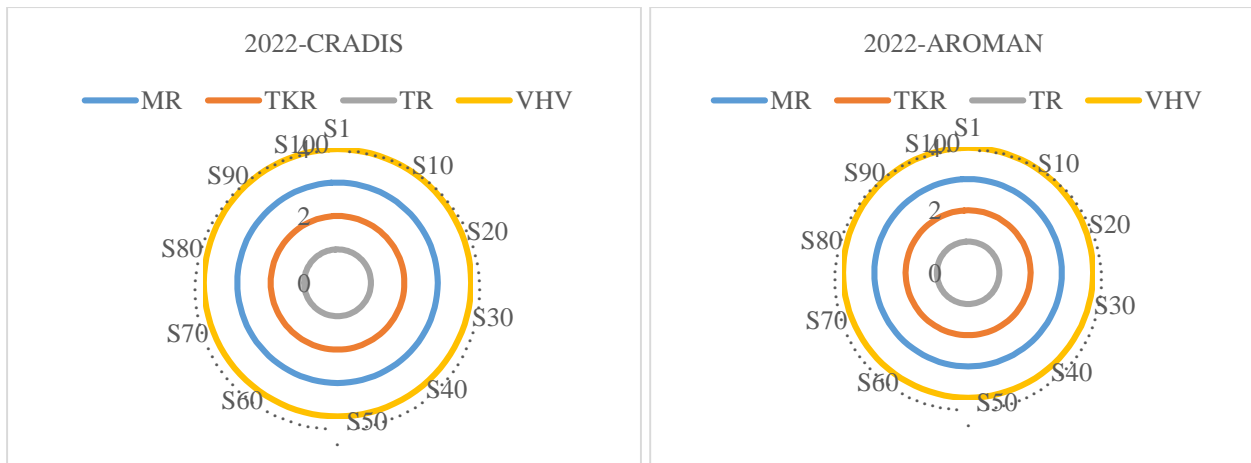 2022-CRADIS
MR TKR TR VHV
S1
S10
S20
S30
S40
S50
S60
S70
S80
S90
S100
4
2
0
2022-AROMAN
MR TKR TR VHV
S1
S10
S20
S30
S40
S50
S60
S70
S80
S90
S100
4
2
0